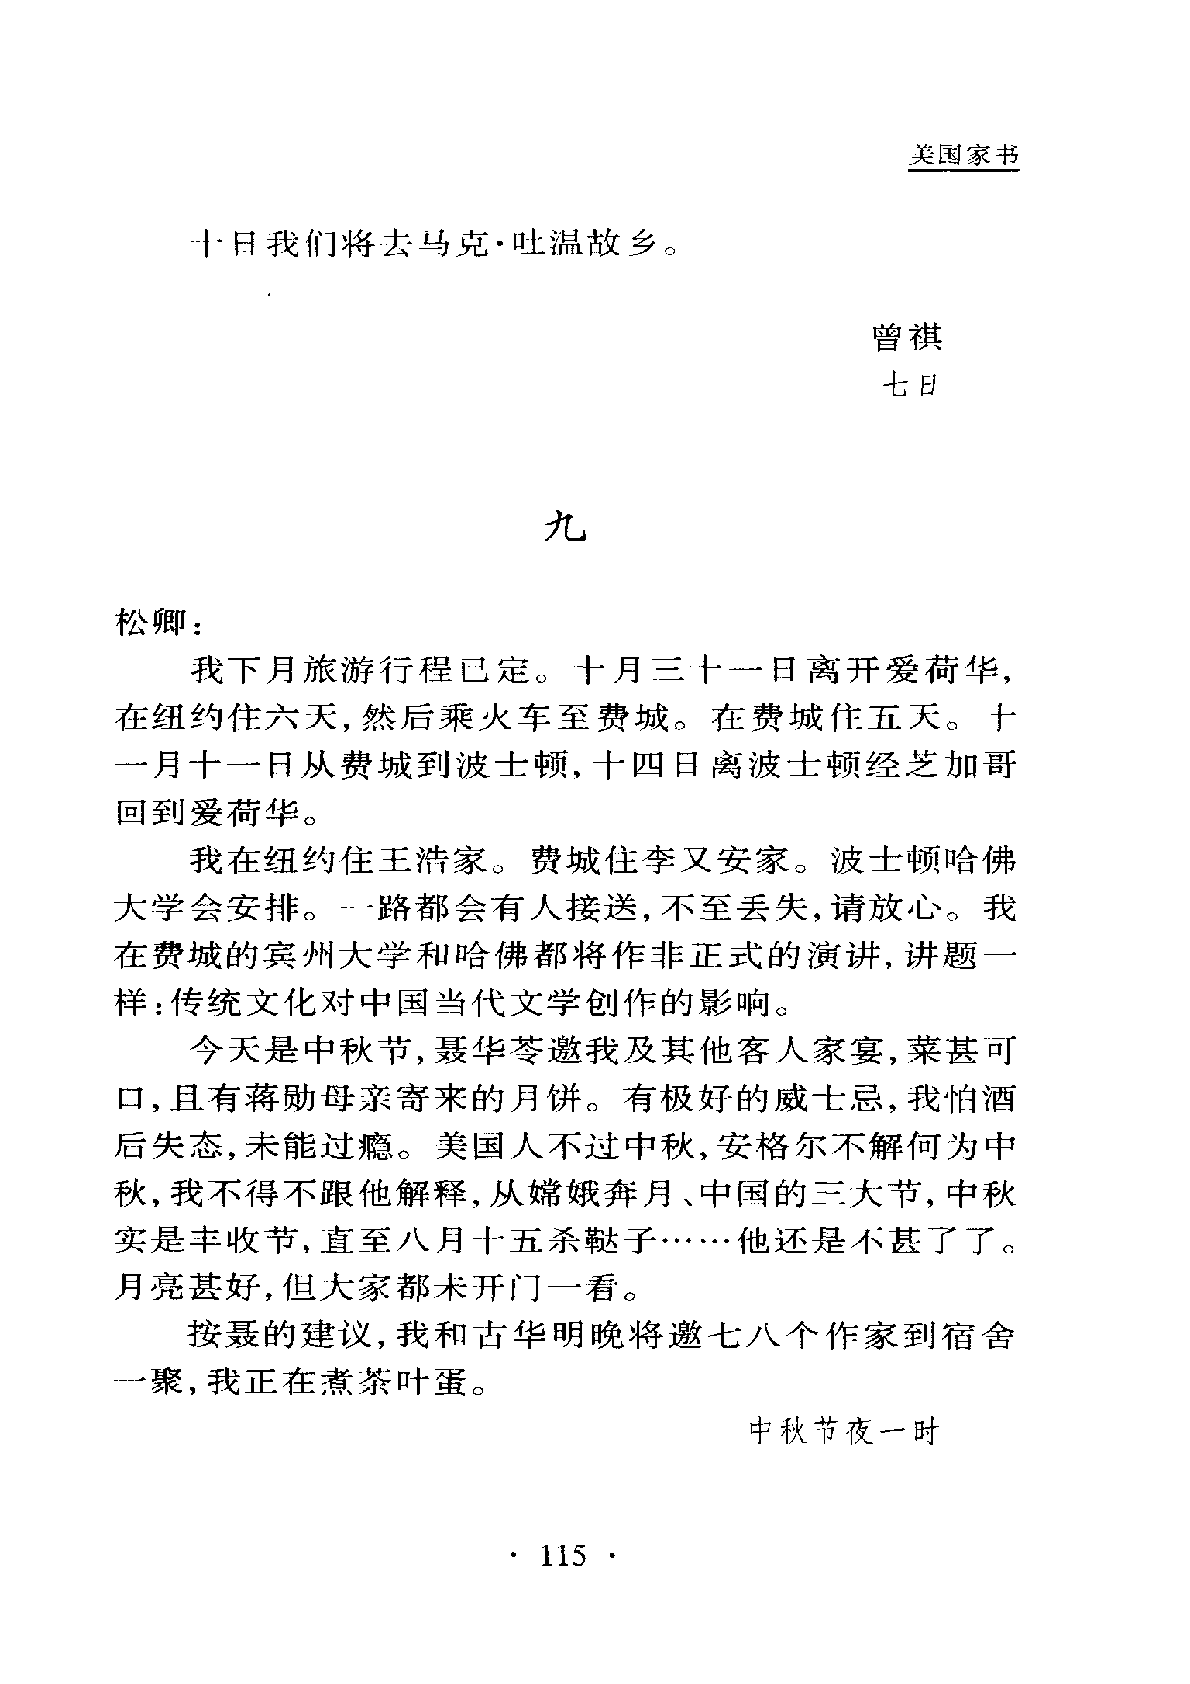 美国家书
十日我们将去马克·吐温故乡。
曾祺
七日
九
松卿：
我下月旅游行程已定。十月三十一日离开爱荷华，
在纽约住六天，然后乘火车至费城。在费城住五天。十
一月十一日从费城到波士顿，十四日离波士顿经芝加哥
回到爱荷华。
我在纽约住王浩家。费城住李又安家。波士顿哈佛
大学会安排。一路都会有人接送，不至丢失，请放心。我
在费城的宾州大学和哈佛都将作非正式的演讲，讲题一
样：传统文化对中国当代文学创作的影响。
今天是中秋节，聂华苓邀我及其他客人家宴，菜甚可
口，且有蒋勋母亲寄来的月饼。有极好的威士忌，我怕酒
后失态，未能过瘾。美国人不过中秋，安格尔不解何为中
秋，我不得不跟他解释，从嫦娥奔月、中国的三大节，中秋
实是丰收节，直至八月十五杀鞑子……他还是不甚了了。
月亮甚好，但大家都未开门一看。
按聂的建议，我和古华明晚将邀七八个作家到宿舍
一聚，我正在煮茶叶蛋。
中秋节夜一时
· 115 ·